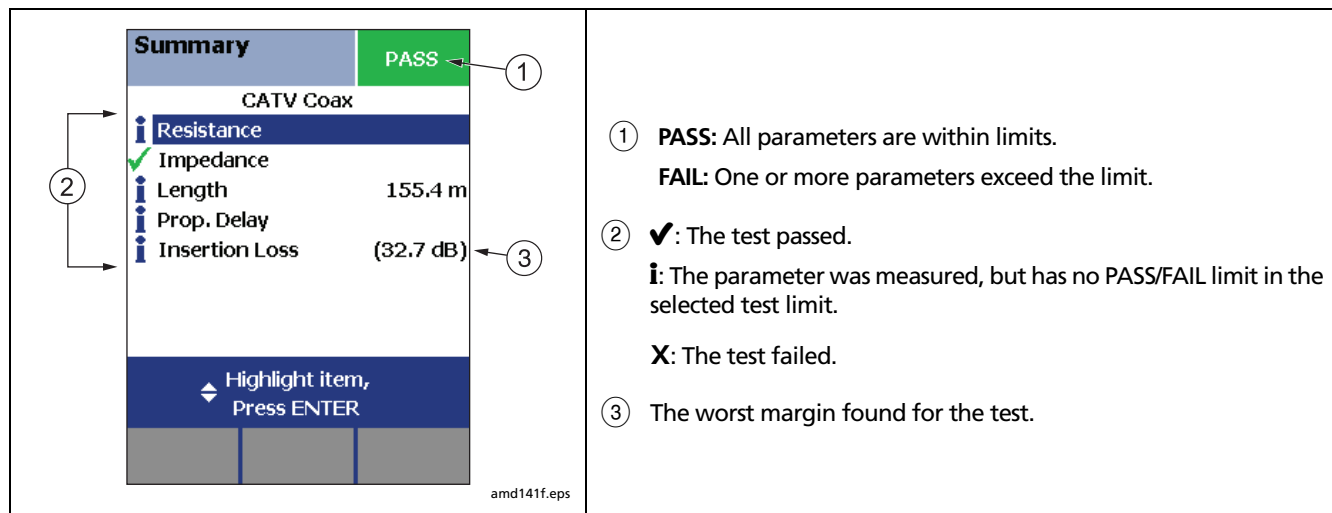 Summary
PASS
1
CATV Coax
i Resistance
✓ Impedance
i Length 155.4 m
i Prop. Delay
i Insertion Loss (32.7 dB)
2
3
Highlight item,
Press ENTER
amd141f.eps
1 PASS: All parameters are within limits.
FAIL: One or more parameters exceed the limit.
2 ✔: The test passed.
i: The parameter was measured, but has no PASS/FAIL limit in the
selected test limit.
X: The test failed.
3 The worst margin found for the test.